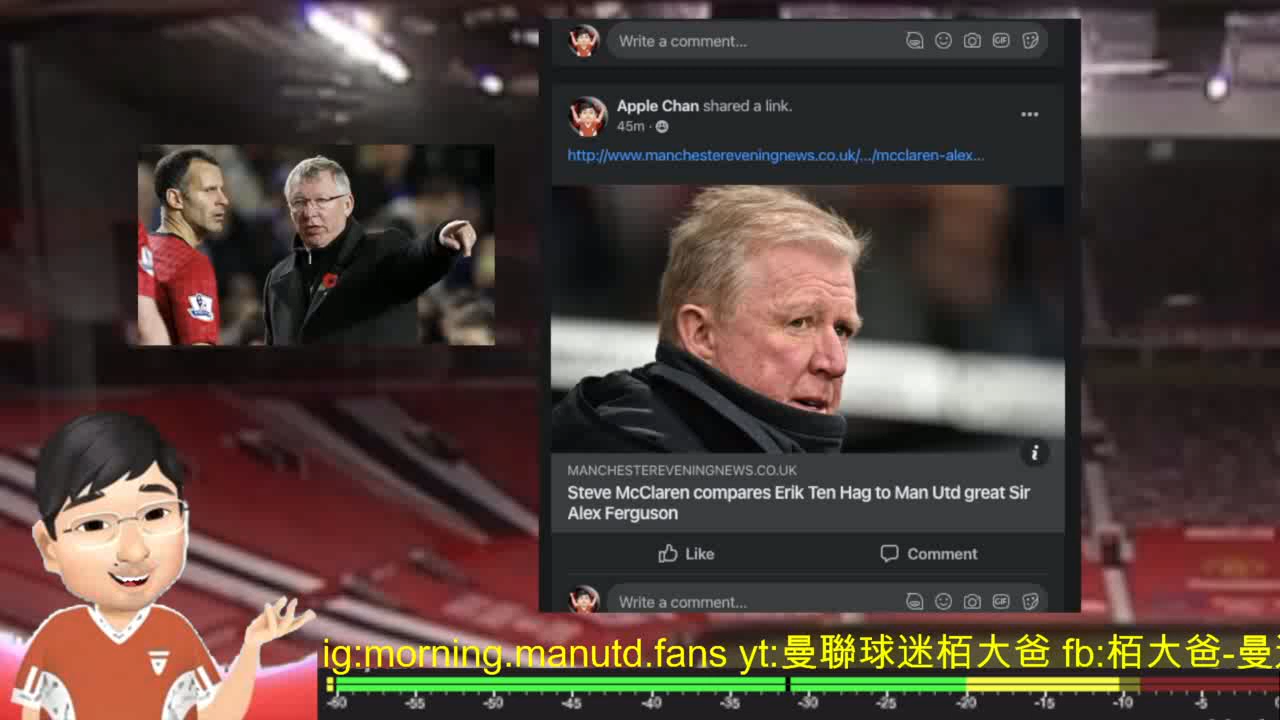 Write a comment...
GIF
Apple Chan shared a link.
45m ·
http://www.manchestereveningnews.co.uk/.../mcclaren-alex...
MANCHESTEREVENINGNEWS.CO.UK
Steve McClaren compares Erik Ten Hag to Man Utd great Sir
Alex Ferguson
Like
Comment
Write a comment...
GIF
ig:morning.manutd.fans yt:曼聯球迷栢大爸 fb:栢大爸-曼
-60 -55 -50 -45 -40 -35 -30 -25 -20 -15 -10 -5